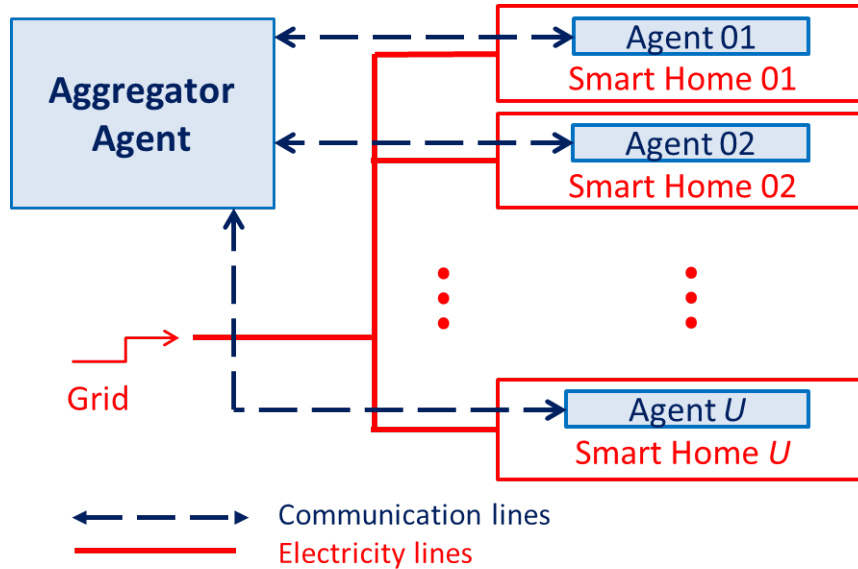 Aggregator
Agent
Agent 01
Smart Home 01
Agent 02
Smart Home 02
Grid
Agent U
Smart Home U
Communication lines
Electricity lines